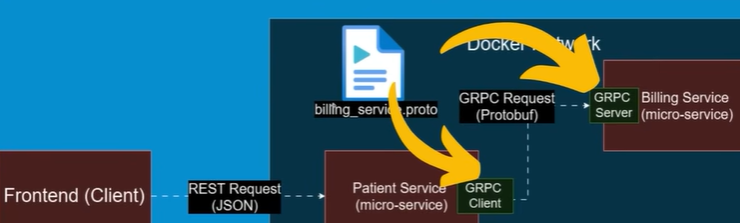 Docker Network
billing_service.proto
GRPC Request
(Protobuf)
GRPC
Server
Billing Service
(micro-service)
Frontend (Client)
REST Request
(JSON)
Patient Service
(micro-service)
GRPC
Client